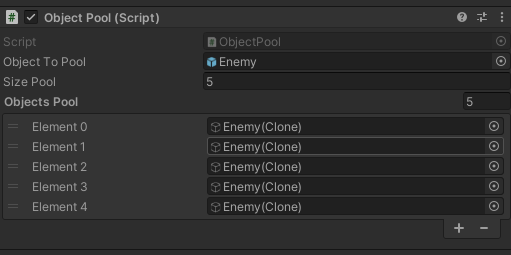 Object Pool (Script)
Script ObjectPool
Object To Pool Enemy
Size Pool 5
Objects Pool 5
Element 0 Enemy(Clone)
Element 1 Enemy(Clone)
Element 2 Enemy(Clone)
Element 3 Enemy(Clone)
Element 4 Enemy(Clone)